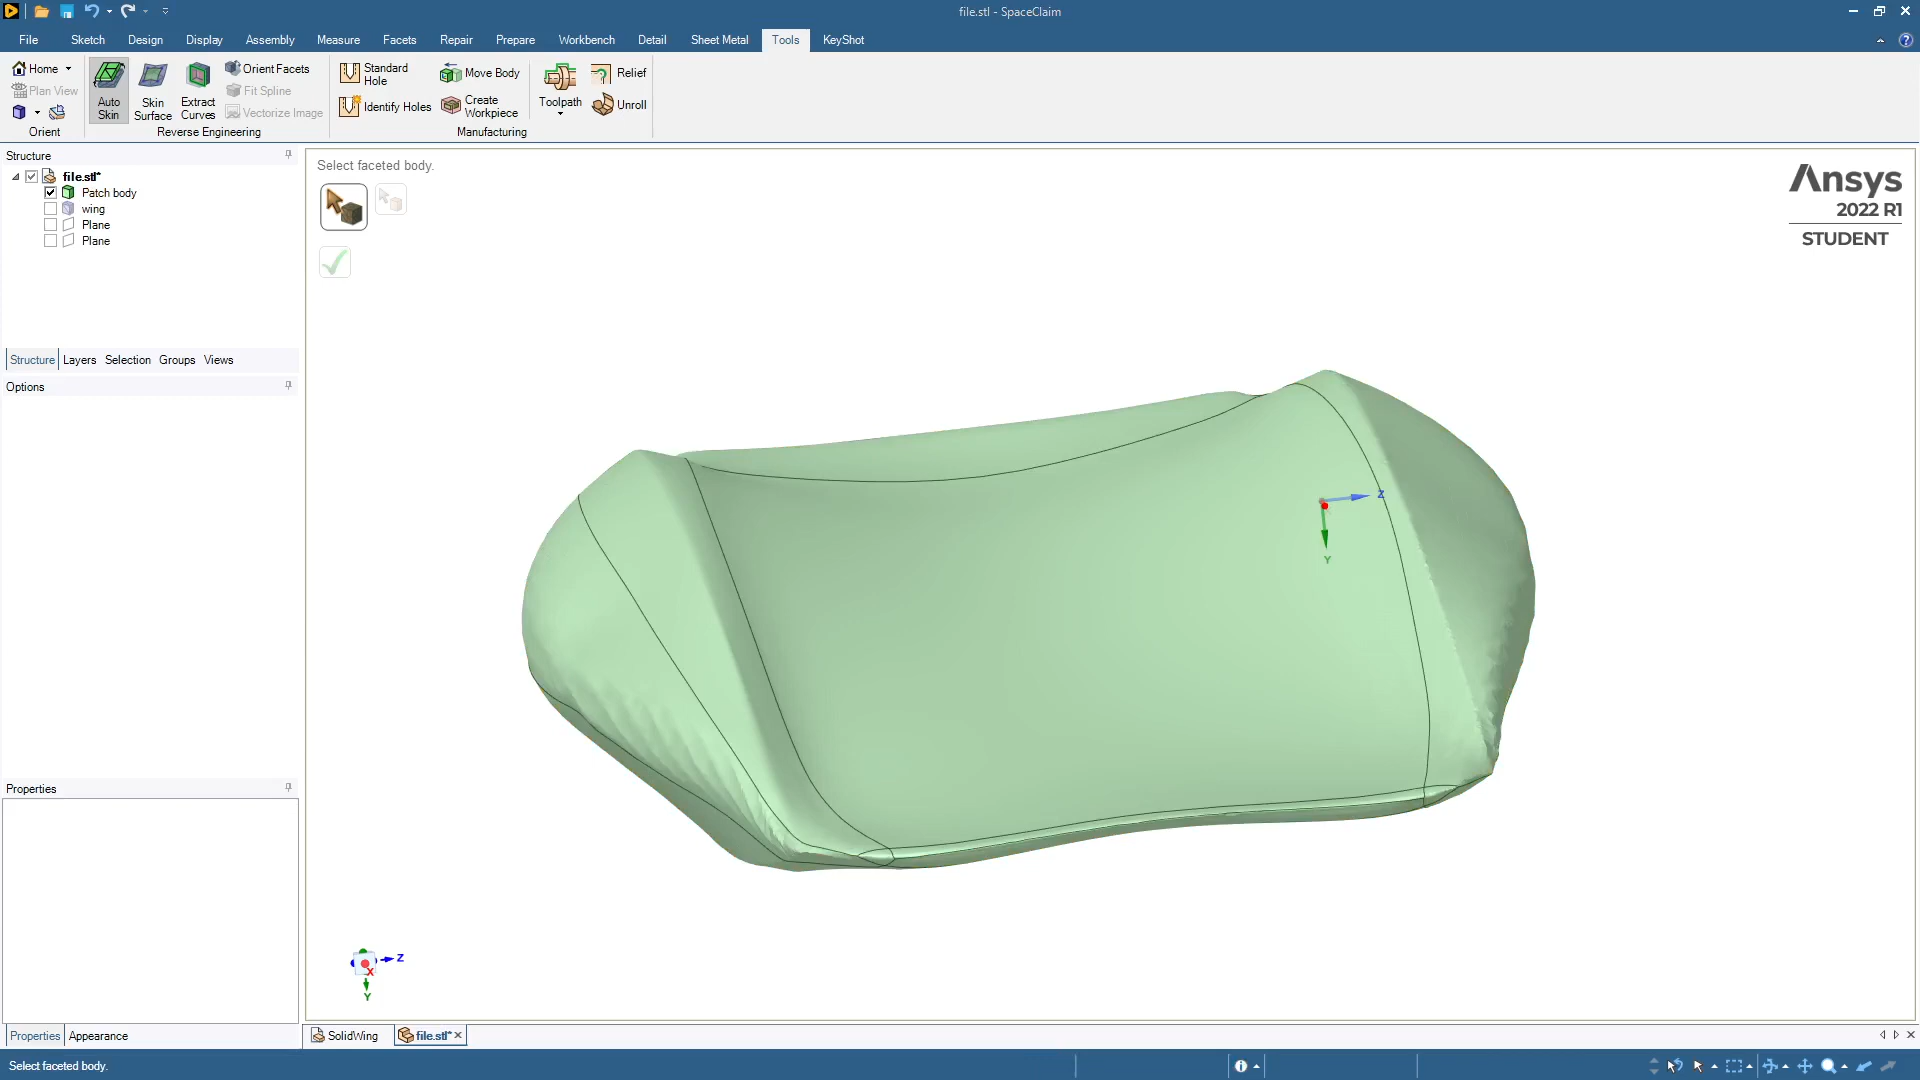 file.stl - SpaceClaim
File Sketch Design Display Assembly Measure Facets Repair Prepare Workbench Detail Sheet Metal Tools KeyShot
Home
Plan View
Orient
Auto Skin
Skin Surface
Extract Curves
Orient Facets
Fit Spline
Vectorize Image
Reverse Engineering
Standard Hole
Identify Holes
Move Body
Create Workpiece
Toolpath
Relief
Unroll
Manufacturing
Structure
file.stl*
Patch body
wing
Plane
Plane
Structure Layers Selection Groups Views
Options
Properties
Properties Appearance
Select faceted body.
Ansys
2022 R1
STUDENT
Z
Y
Z
X
Y
SolidWing file.stl*
Select faceted body.